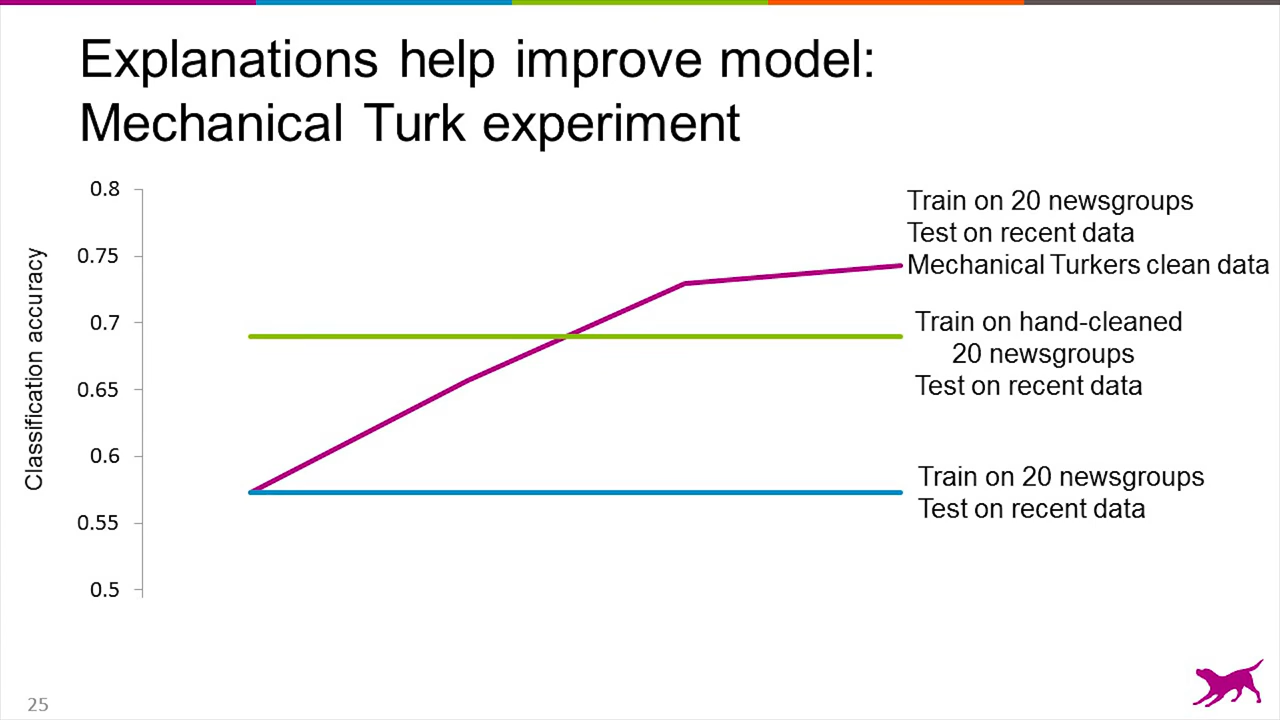 Explanations help improve model:
Mechanical Turk experiment
0.8
0.75
0.7
0.65
0.6
0.55
0.5
Classification accuracy
Train on 20 newsgroups
Test on recent data
Mechanical Turkers clean data
Train on hand-cleaned
20 newsgroups
Test on recent data
Train on 20 newsgroups
Test on recent data
25